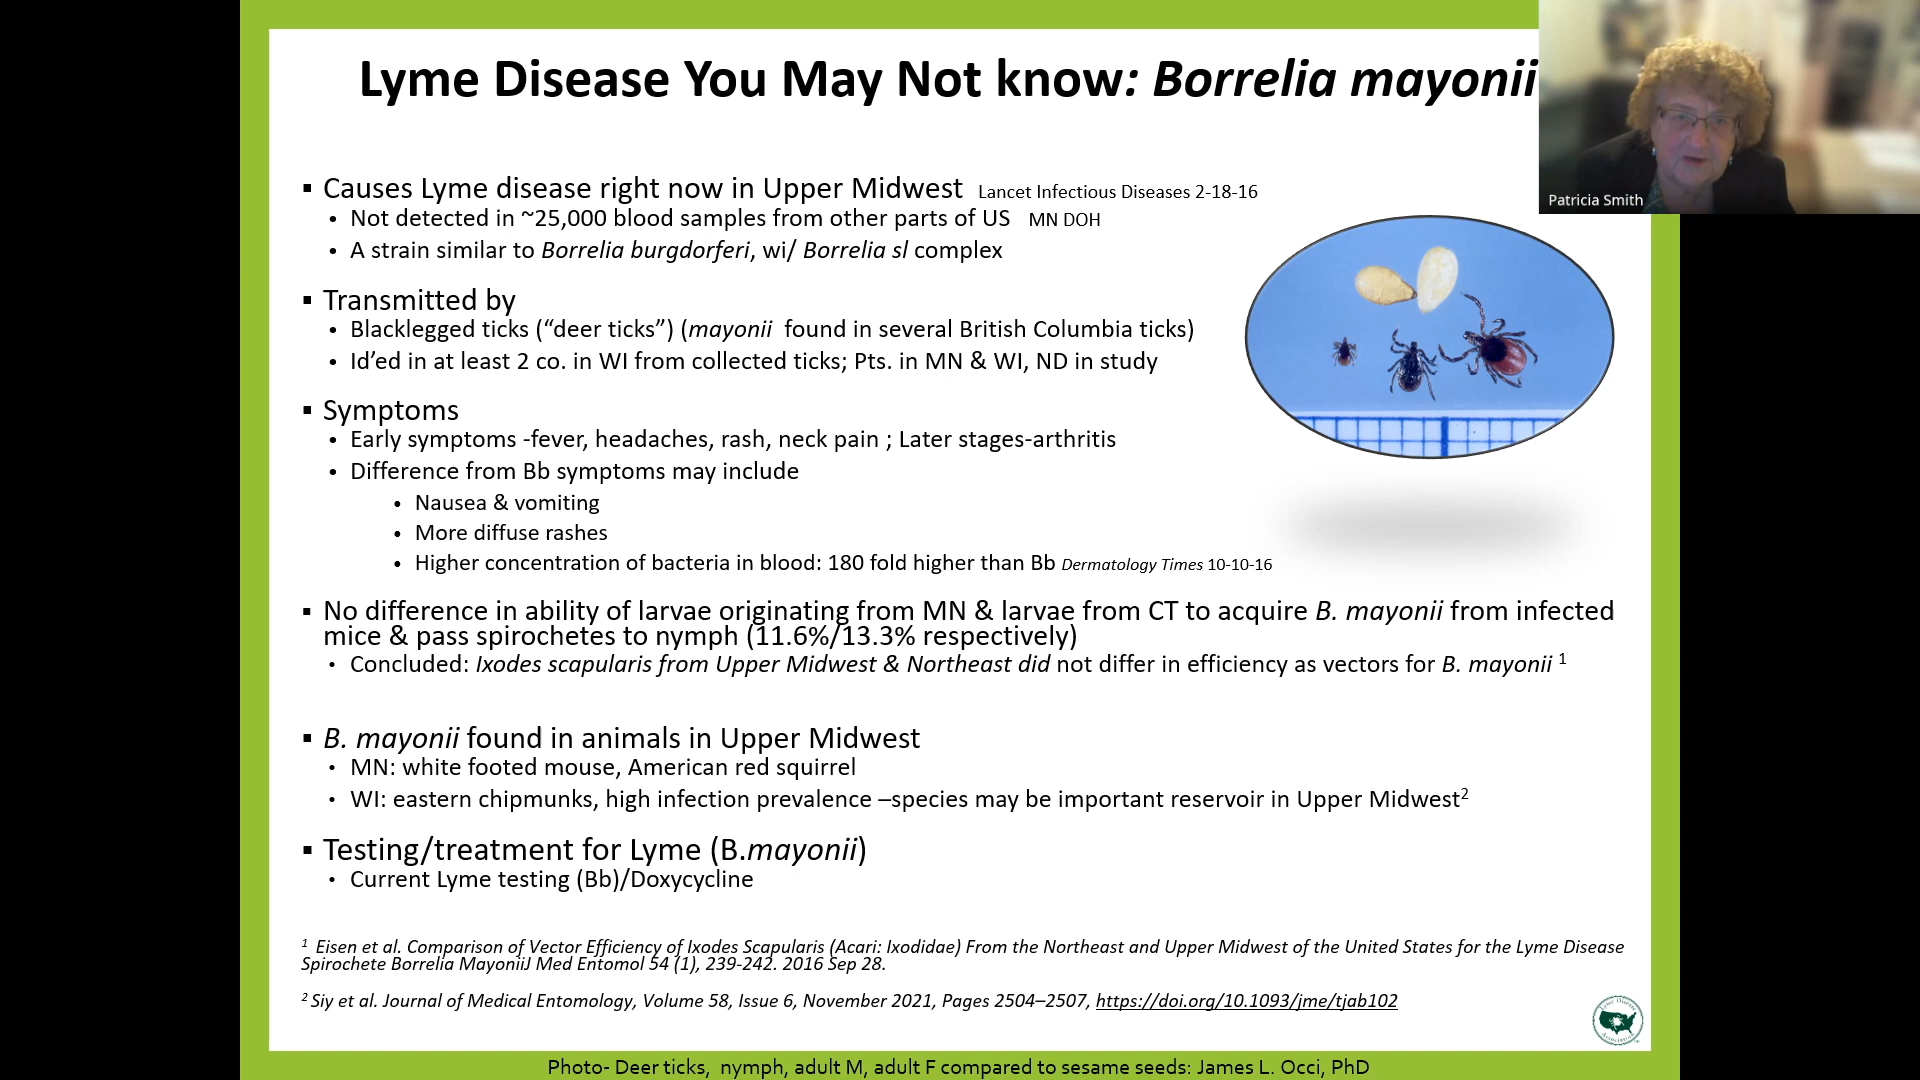 Lyme Disease You May Not know: Borrelia mayonii
Patricia Smith
▪ Causes Lyme disease right now in Upper Midwest Lancet Infectious Diseases 2-18-16
• Not detected in ~25,000 blood samples from other parts of US MN DOH
• A strain similar to Borrelia burgdorferi, wi/ Borrelia sl complex
▪ Transmitted by
• Blacklegged ticks (“deer ticks”) (mayonii found in several British Columbia ticks)
• Id’ed in at least 2 co. in WI from collected ticks; Pts. in MN & WI, ND in study
▪ Symptoms
• Early symptoms -fever, headaches, rash, neck pain ; Later stages-arthritis
• Difference from Bb symptoms may include
• Nausea & vomiting
• More diffuse rashes
• Higher concentration of bacteria in blood: 180 fold higher than Bb Dermatology Times 10-10-16
▪ No difference in ability of larvae originating from MN & larvae from CT to acquire B. mayonii from infected
mice & pass spirochetes to nymph (11.6%/13.3% respectively)
• Concluded: Ixodes scapularis from Upper Midwest & Northeast did not differ in efficiency as vectors for B. mayonii 1
▪ B. mayonii found in animals in Upper Midwest
• MN: white footed mouse, American red squirrel
• WI: eastern chipmunks, high infection prevalence –species may be important reservoir in Upper Midwest2
▪ Testing/treatment for Lyme (B.mayonii)
• Current Lyme testing (Bb)/Doxycycline
1 Eisen et al. Comparison of Vector Efficiency of Ixodes Scapularis (Acari: Ixodidae) From the Northeast and Upper Midwest of the United States for the Lyme Disease
Spirochete Borrelia MayoniiJ Med Entomol 54 (1), 239-242. 2016 Sep 28.
2 Siy et al. Journal of Medical Entomology, Volume 58, Issue 6, November 2021, Pages 2504–2507, https://doi.org/10.1093/jme/tjab102
Photo- Deer ticks, nymph, adult M, adult F compared to sesame seeds: James L. Occi, PhD